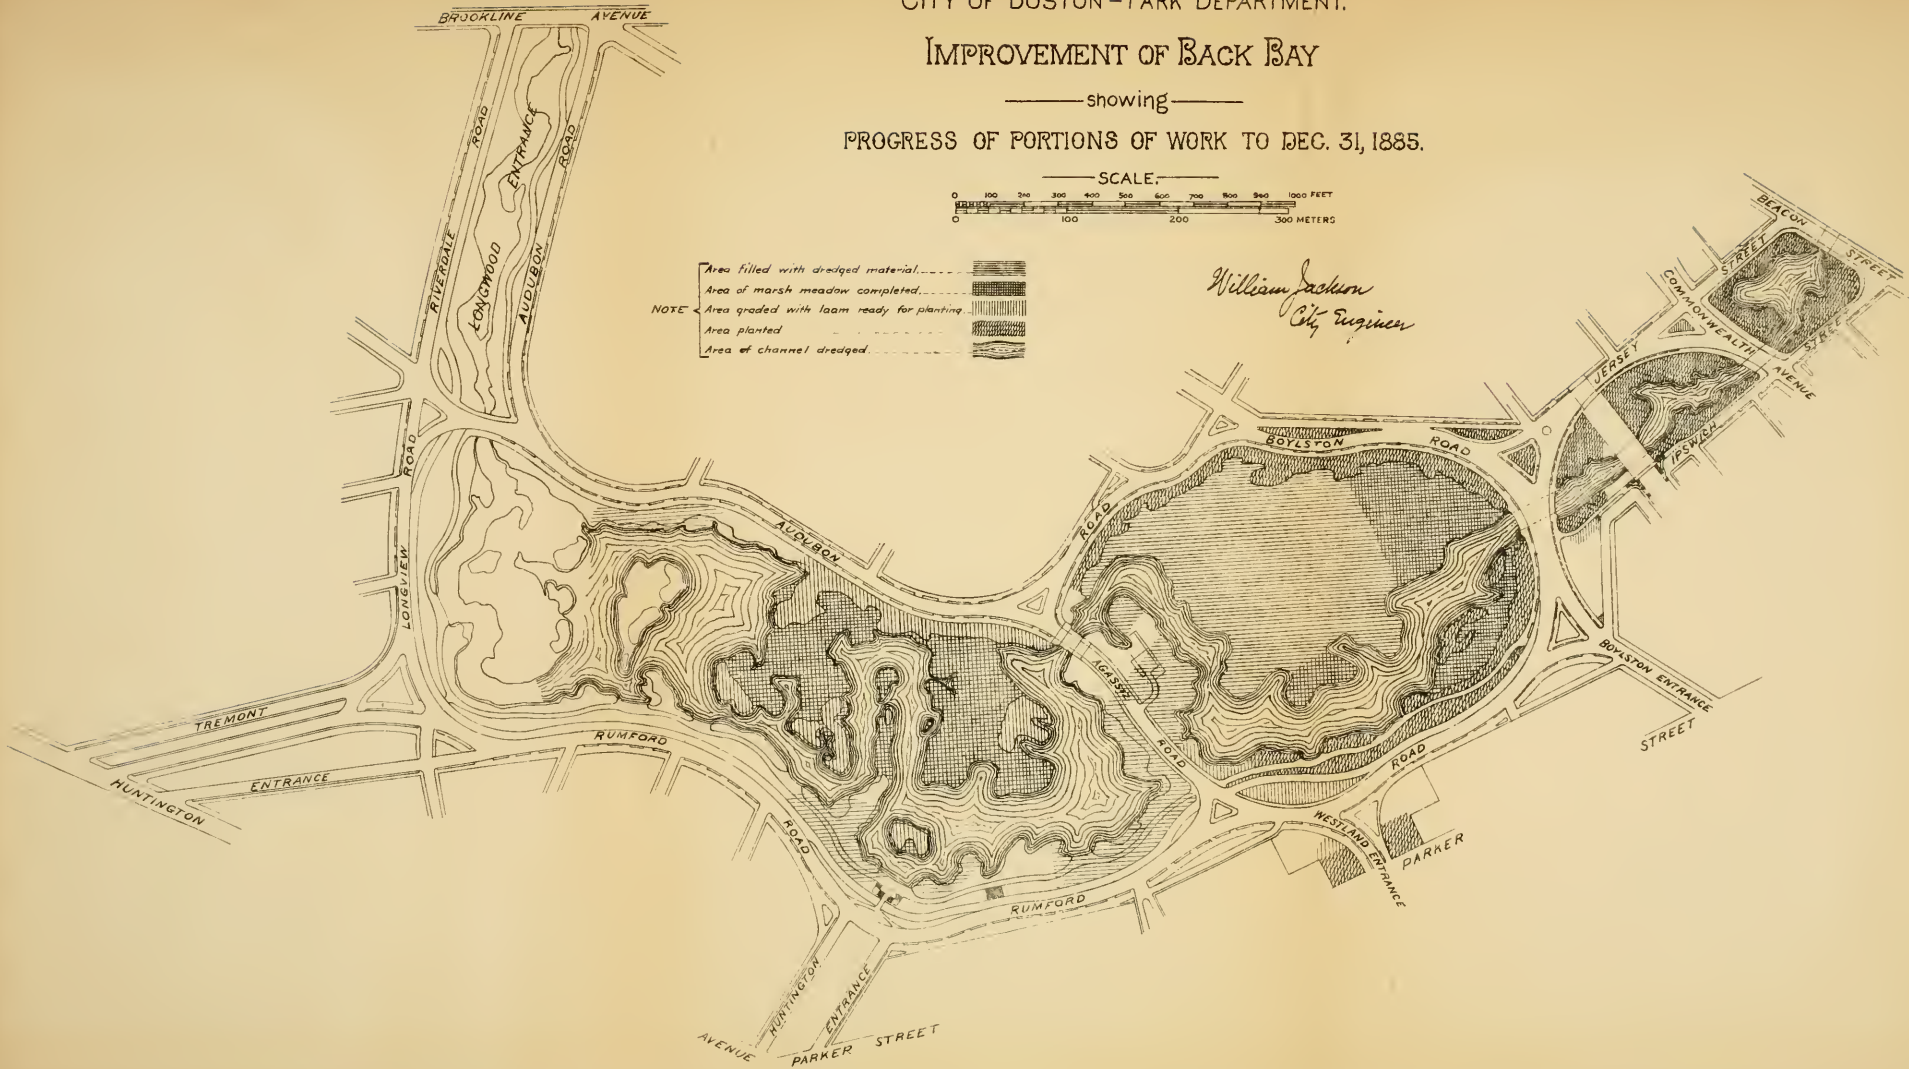 CITY OF BOSTON – PARK DEPARTMENT.
IMPROVEMENT OF BACK BAY
showing
PROGRESS OF PORTIONS OF WORK TO DEC. 31, 1885.
SCALE.
0 100 200 300 400 500 600 700 800 900 1000 FEET
0 100 200 300 METERS
NOTE
Area filled with dredged material
Area of marsh meadow completed
Area graded with loam ready for planting
Area planted
Area of channel dredged
William Jackson
City Engineer
BROOKLINE AVENUE
RIVERDALE ROAD
LONGWOOD ENTRANCE
AUDUBON ROAD
BEACON STREET
STREET
COMMONWEALTH AVENUE
STREET
JERSEY
IPSWICH
BOYLSTON ROAD
ROAD
LONGVIEW ROAD
AUDUBON
AGASSIZ ROAD
BOYLSTON ENTRANCE
STREET
TREMONT
ENTRANCE
HUNTINGTON
RUMFORD
ROAD
ROAD
WESTLAND ENTRANCE
PARKER
RUMFORD
HUNTINGTON
ENTRANCE
AVENUE
PARKER STREET